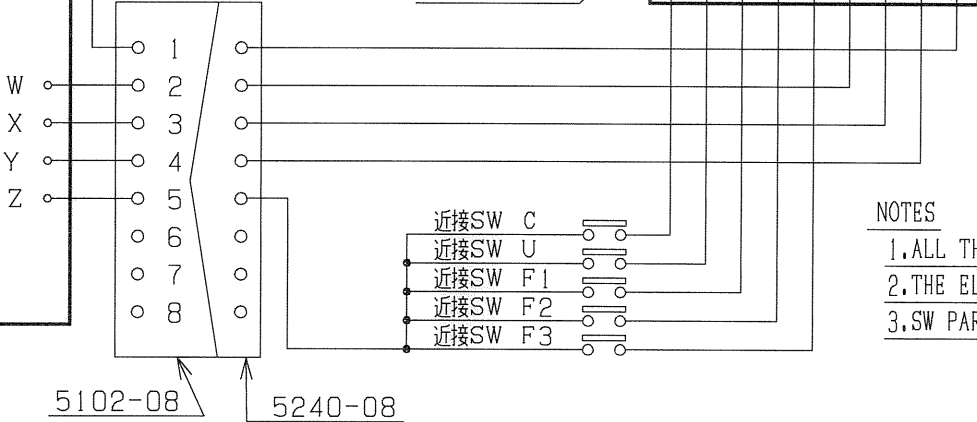 1
W 2
X 3
Y 4
Z 5
6
7
8
近接SW C
近接SW U
近接SW F1
近接SW F2
近接SW F3
NOTES
1.ALL TH
2.THE EL
3.SW PAR
5102-08
5240-08